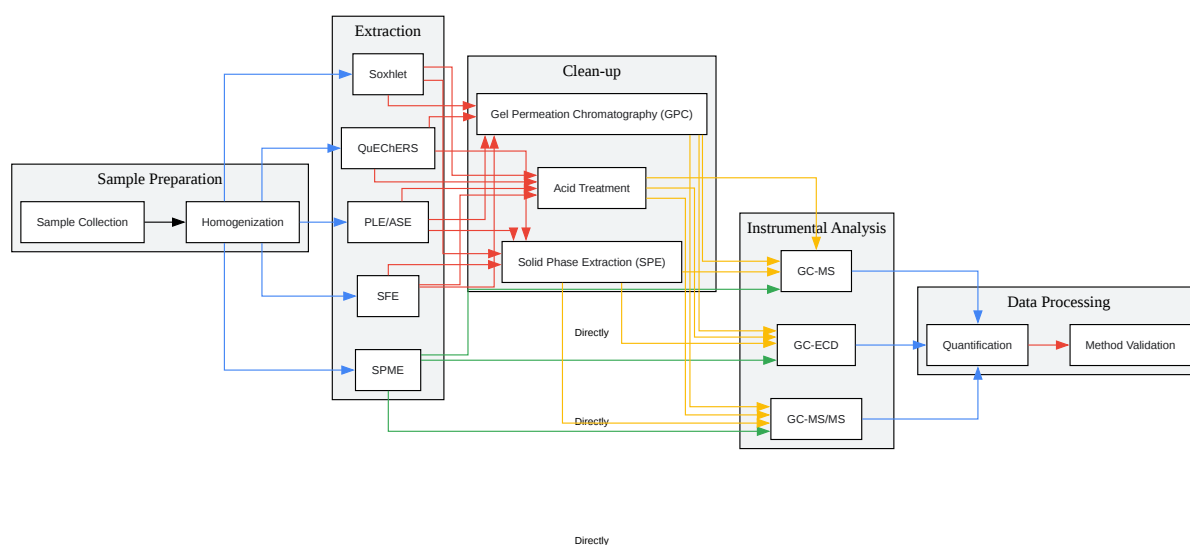 Extraction
Soxhlet
QuEChERS
PLE/ASE
SFE
SPME
Clean-up
Gel Permeation Chromatography (GPC)
Acid Treatment
Solid Phase Extraction (SPE)
Sample Preparation
Sample Collection
Homogenization
Instrumental Analysis
GC-MS
GC-ECD
GC-MS/MS
Data Processing
Quantification
Method Validation
Directly
Directly
Directly